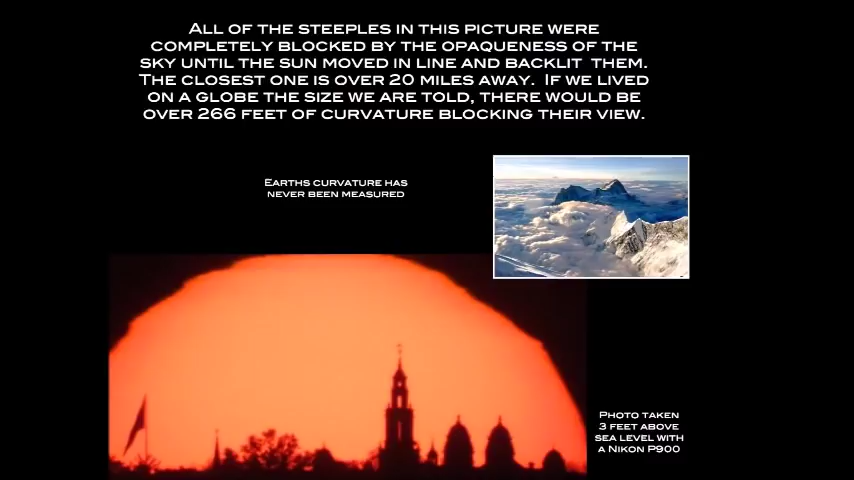 All of the steeples in this picture were
completely blocked by the opaqueness of the
sky until the sun moved in line and backlit them.
The closest one is over 20 miles away. If we lived
on a globe the size we are told, there would be
over 266 feet of curvature blocking their view.
Earths curvature has
never been measured
Photo taken
3 feet above
sea level with
a Nikon P900